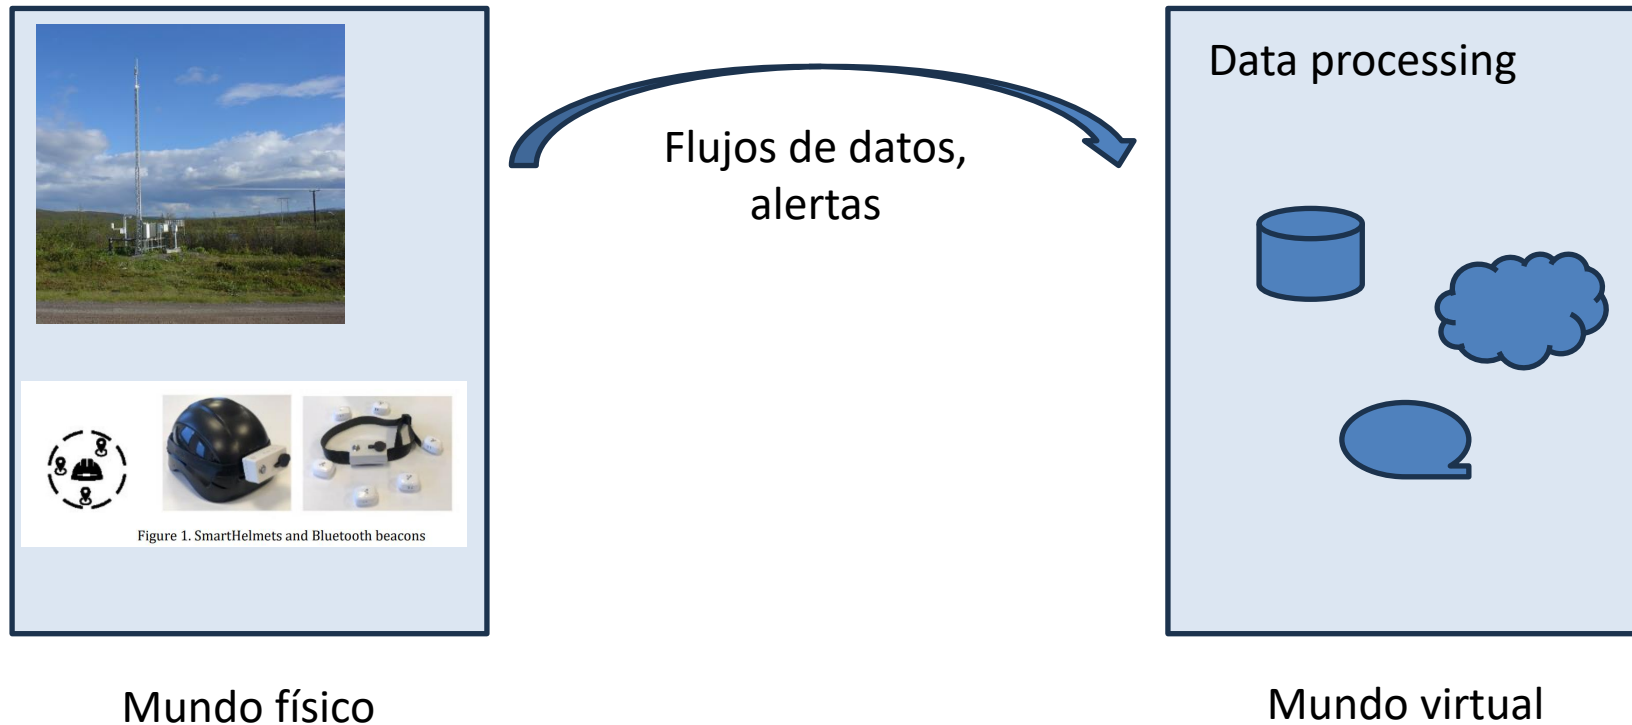 Data processing
Flujos de datos,
alertas
Figure 1. SmartHelmets and Bluetooth beacons
Mundo físico
Mundo virtual